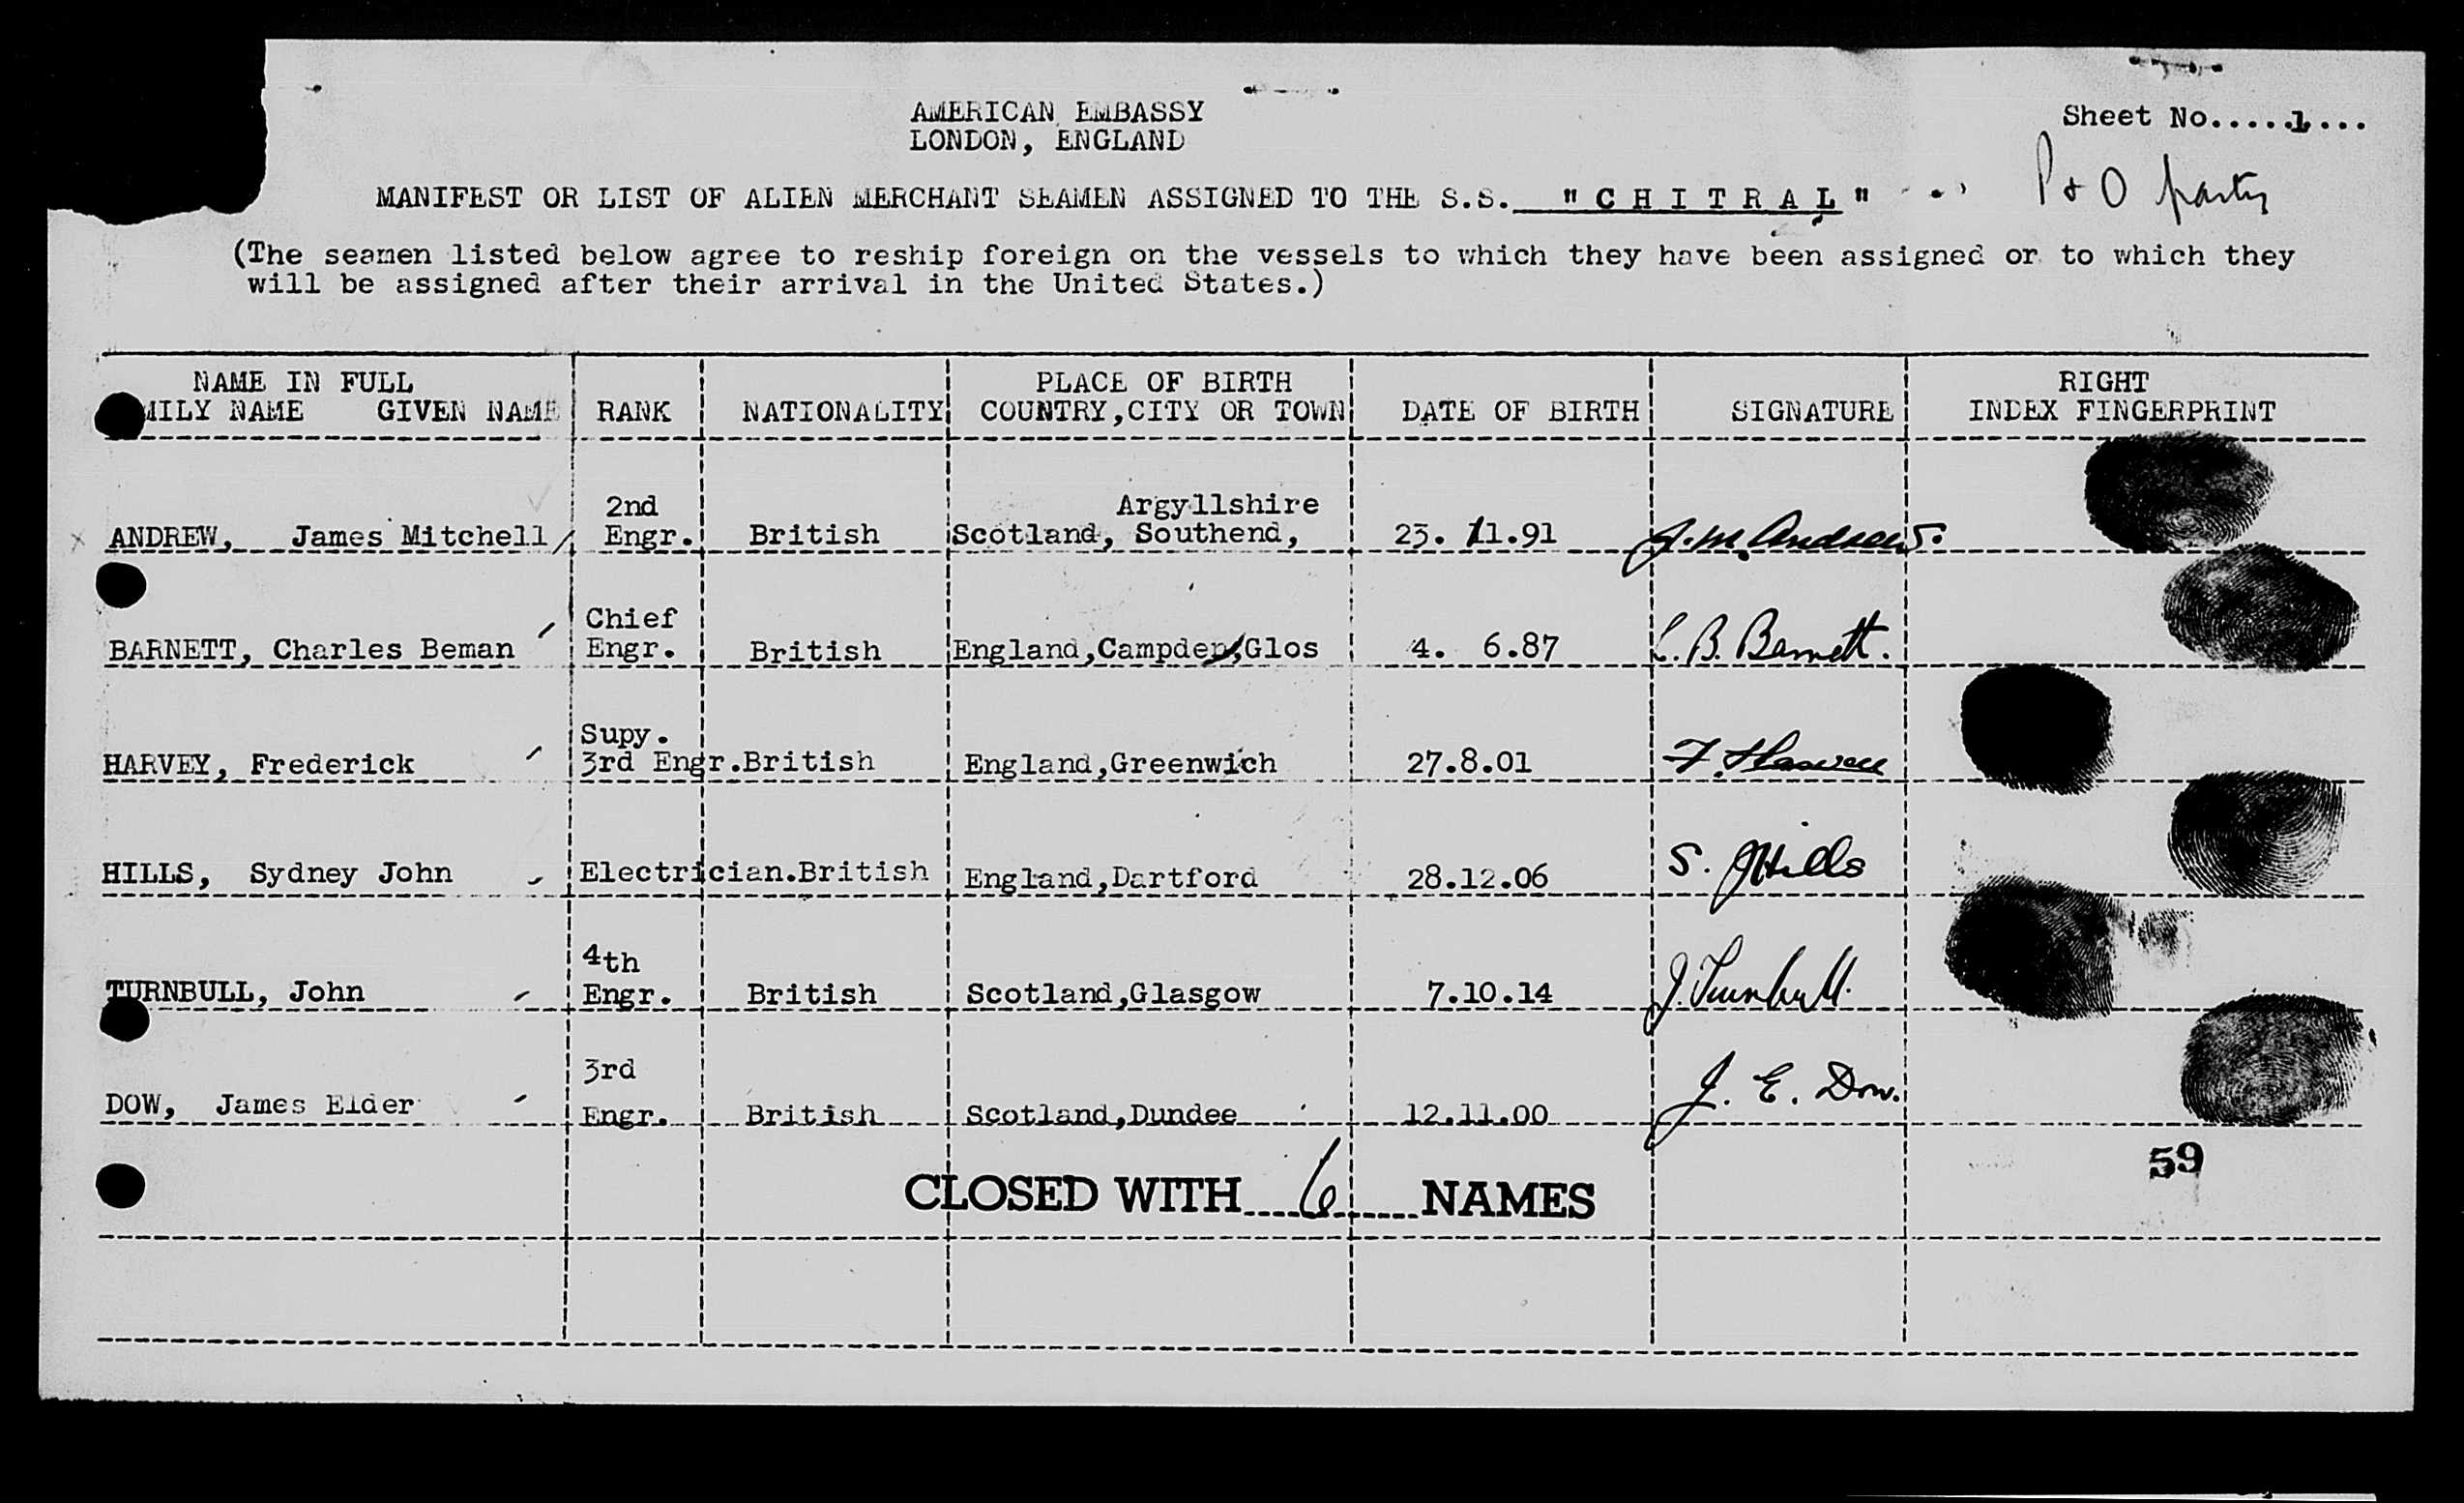 AMERICAN EMBASSY
LONDON, ENGLAND
Sheet No.....1...
P & O party
MANIFEST OR LIST OF ALIEN MERCHANT SEAMEN ASSIGNED TO THE S.S. "C H I T R A L"
(The seamen listed below agree to reship foreign on the vessels to which they have been assigned or to which they
will be assigned after their arrival in the United States.)
NAME IN FULL PLACE OF BIRTH RIGHT
MILY NAME GIVEN NAME RANK NATIONALITY COUNTRY,CITY OR TOWN DATE OF BIRTH SIGNATURE INDEX FINGERPRINT
2nd Argyllshire
ANDREW, James Mitchell Engr. British Scotland, Southend, 23. 11.91 J. M. Andrew
Chief
BARNETT, Charles Beman Engr. British England,Campden,Glos 4. 6.87 C. B. Barnett.
Supy.
HARVEY, Frederick 3rd Engr. British England,Greenwich 27.8.01 F.
HILLS, Sydney John Electrician. British England,Dartford 28.12.06 S. J Hills
4th
TURNBULL, John Engr. British Scotland,Glasgow 7.10.14 J. Turnbull.
3rd
DOW, James Elder Engr. British Scotland,Dundee 12.11.00 J. E. Dow.
CLOSED WITH 6 NAMES
59